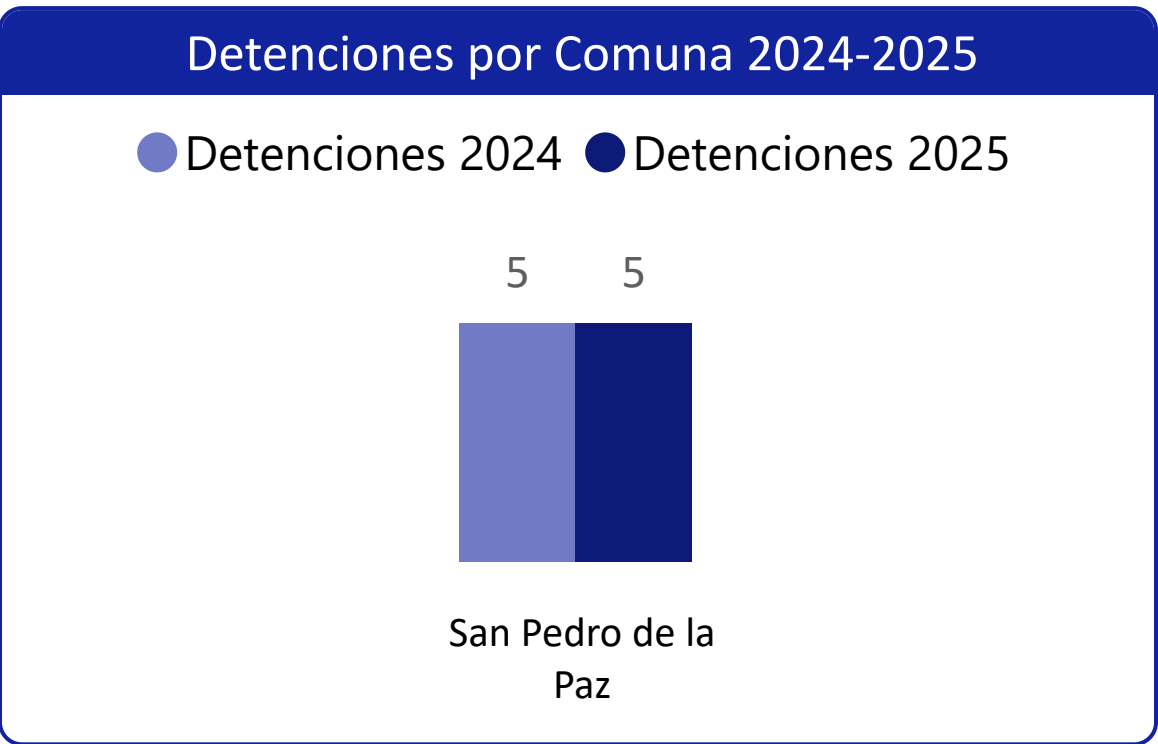 Detenciones por Comuna 2024-2025
Detenciones 2024 Detenciones 2025
5 5
San Pedro de la
Paz